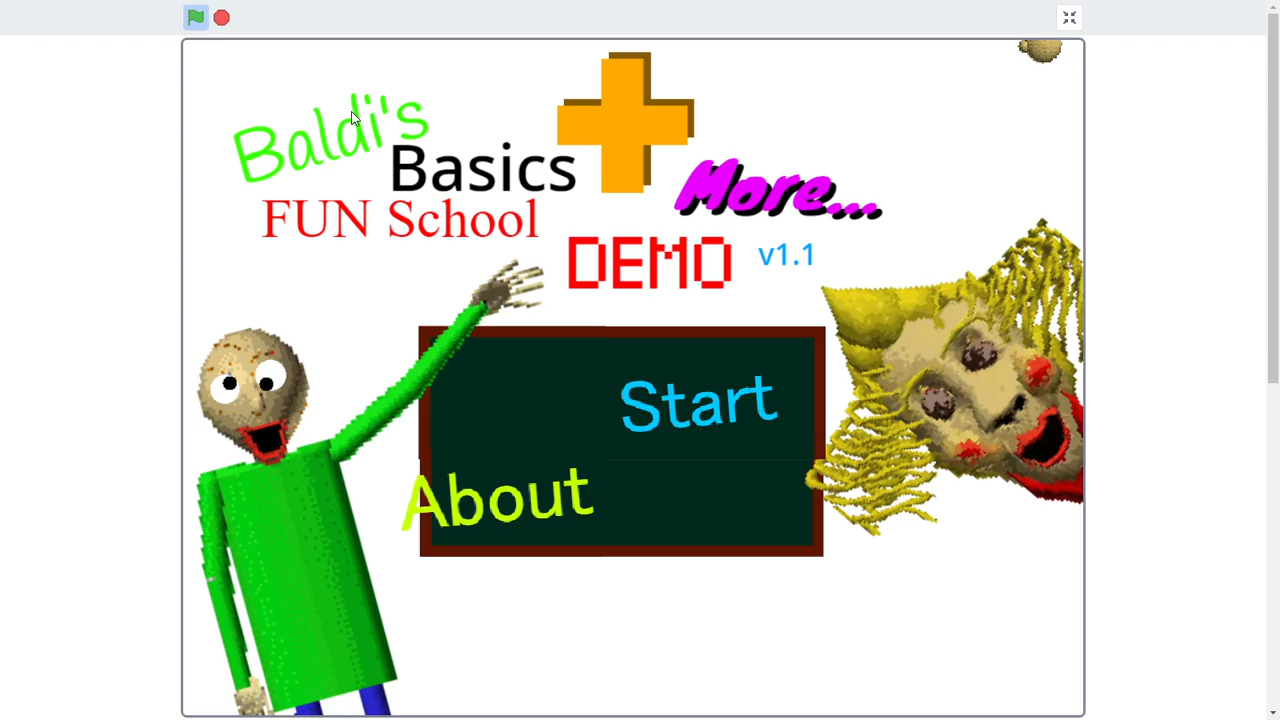 Baldi's
Basics
FUN School
More...
DEMO v1.1
Start
About